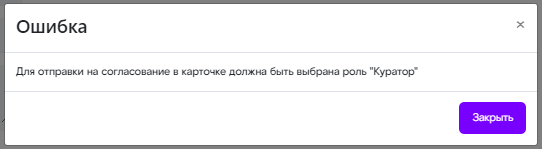 Ошибка
Для отправки на согласование в карточке должна быть выбрана роль "Куратор"
Закрыть